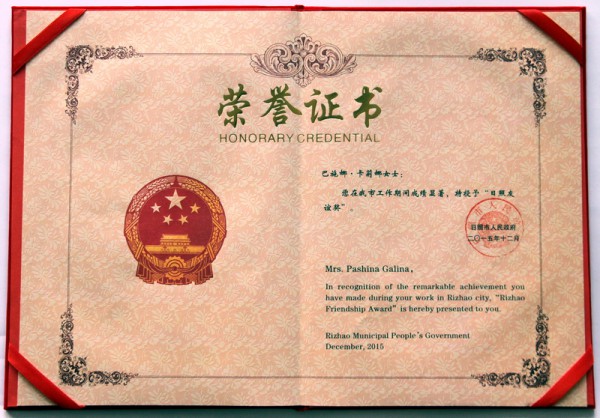 荣誉证书
HONORARY CREDENTIAL
巴施娜·卡莉娜女士:
您在我市工作期间成绩显著,特授予“日照友
谊奖”。
日照市人民政府
二〇一五年十二月
Mrs. Pashina Galina,
In recognition of the remarkable achievement you
have made during your work in Rizhao city, “Rizhao
Friendship Award” is hereby presented to you.
Rizhao Municipal People’s Government
December, 2015